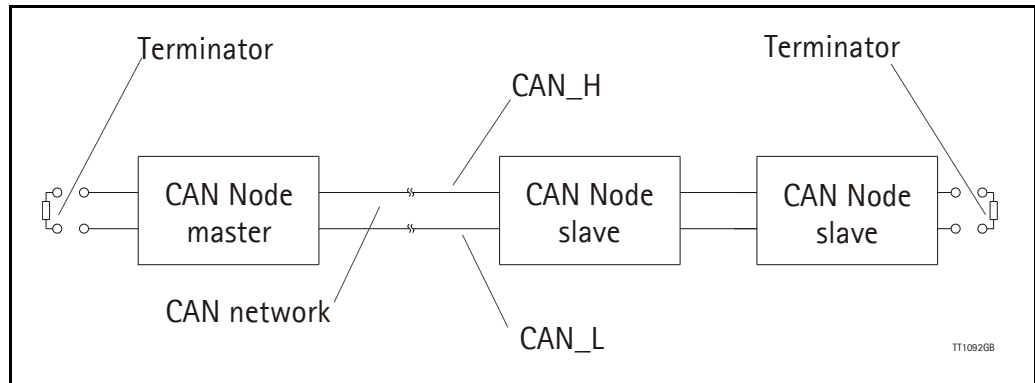 Terminator
Terminator
CAN_H
CAN Node
master
CAN Node
slave
CAN Node
slave
CAN network
CAN_L
TT1092GB